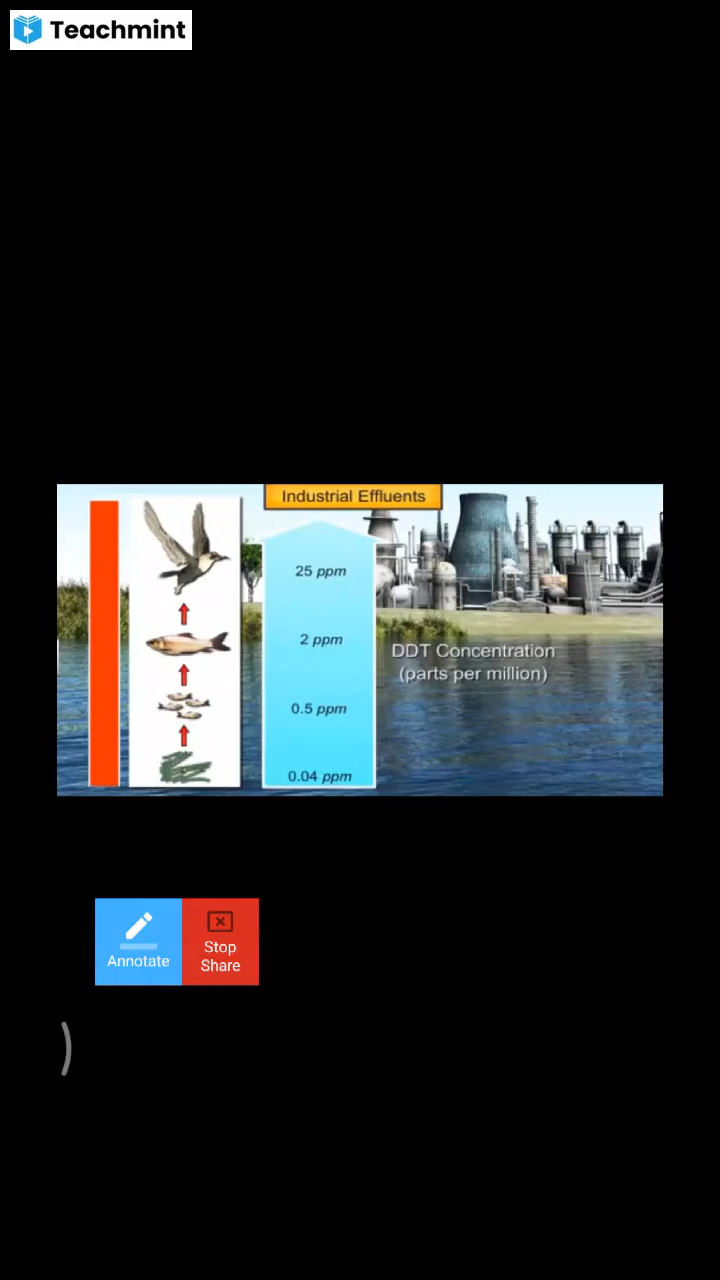 Teachmint
Industrial Effluents
25 ppm
2 ppm
0.5 ppm
0.04 ppm
DDT Concentration
(parts per million)
Annotate
Stop
Share